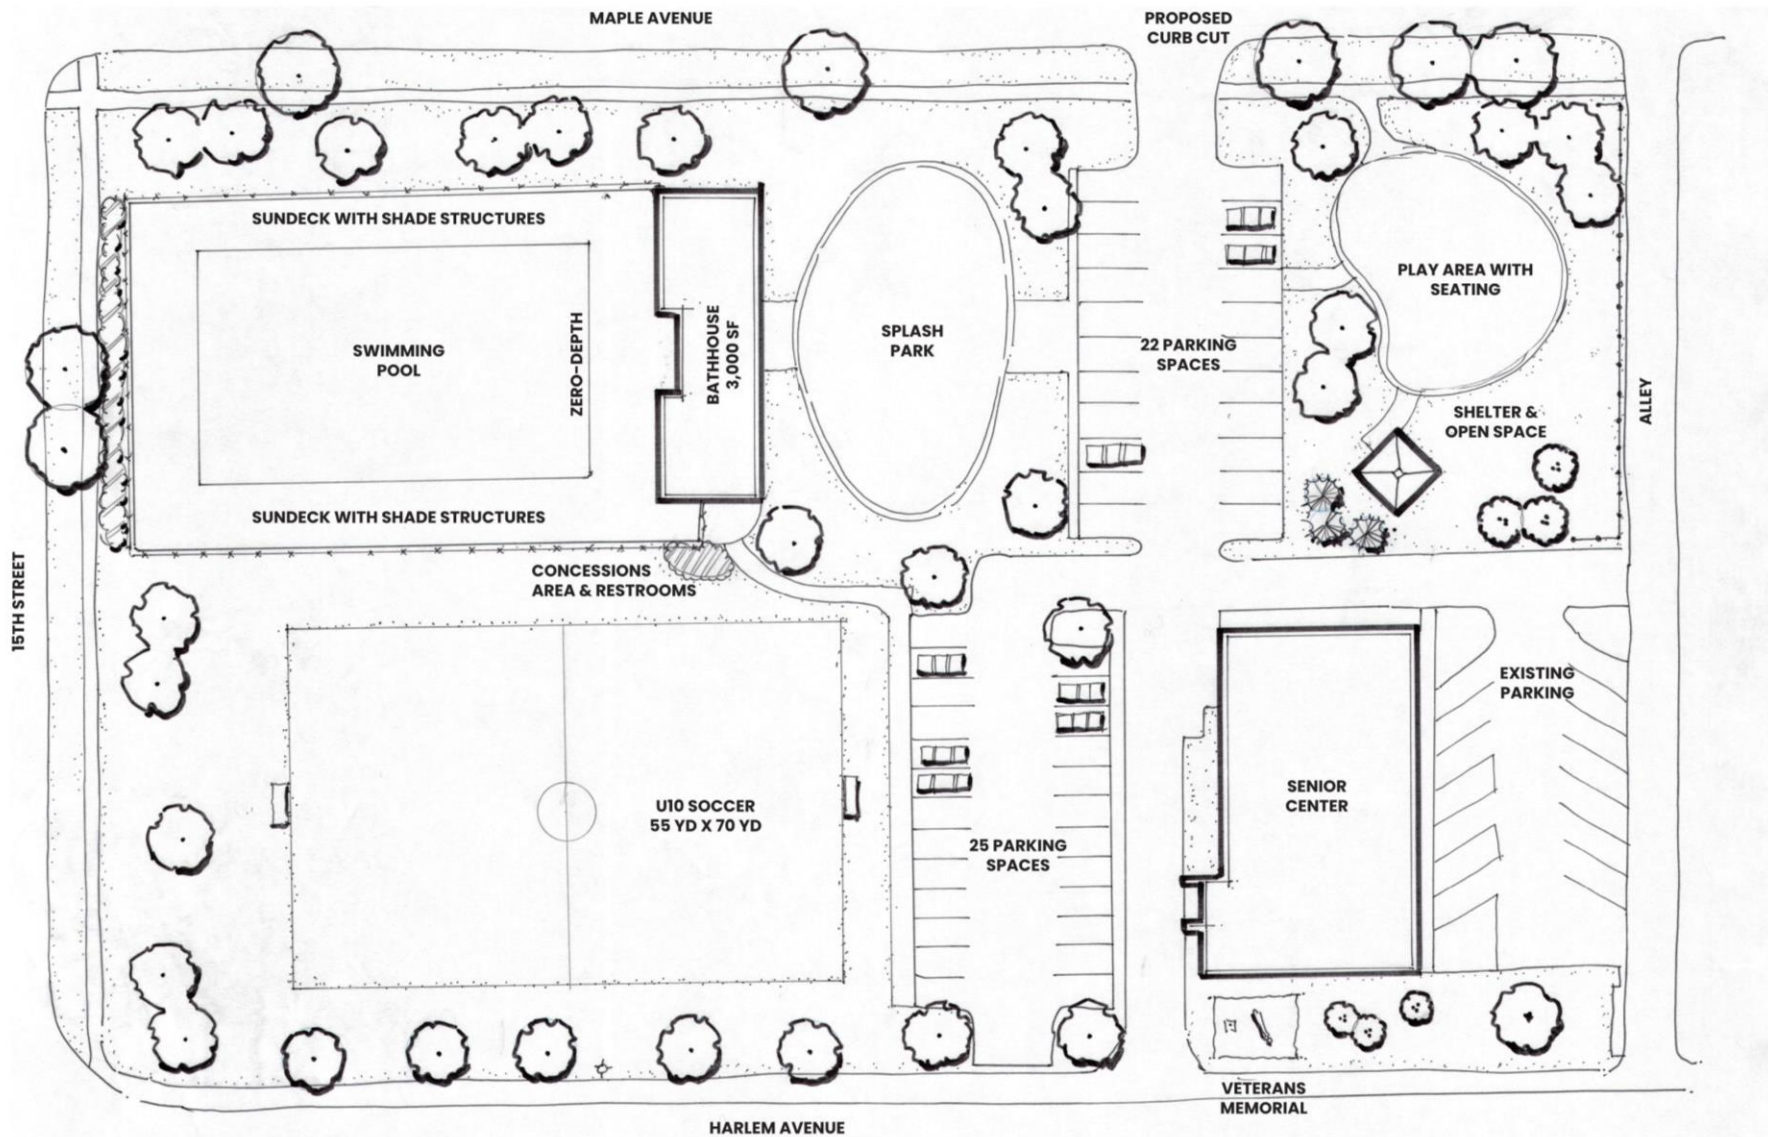 MAPLE AVENUE
PROPOSED
CURB CUT
SUNDECK WITH SHADE STRUCTURES
PLAY AREA WITH
SEATING
SWIMMING
POOL
ZERO-DEPTH
BATHHOUSE
3,000 SF
SPLASH
PARK
22 PARKING
SPACES
SHELTER &
OPEN SPACE
ALLEY
SUNDECK WITH SHADE STRUCTURES
15TH STREET
CONCESSIONS
AREA & RESTROOMS
EXISTING
PARKING
U10 SOCCER
55 YD X 70 YD
SENIOR
CENTER
25 PARKING
SPACES
VETERANS
MEMORIAL
HARLEM AVENUE